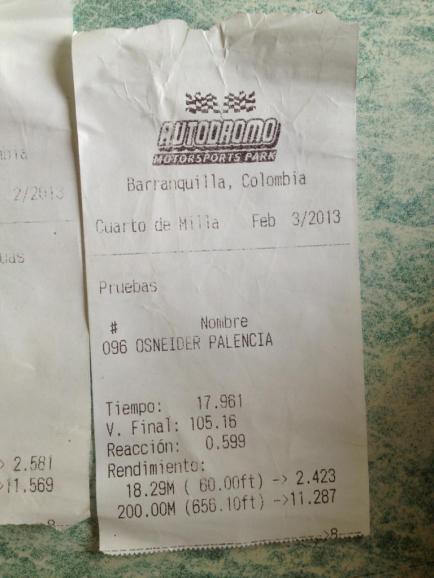 AUTODROMO
MOTORSPORTS PARK
Barranquilla, Colombia
Cuarto de Milla Feb 3/2013
Pruebas
# Nombre
096 OSNEIDER PALENCIA
Tiempo: 17.961
V. Final: 105.16
Reacción: 0.599
Rendimiento:
18.29M ( 60.00ft) -> 2.423
200.00M (656.10ft) ->11.287
2/2013
> 2.581
>11.569